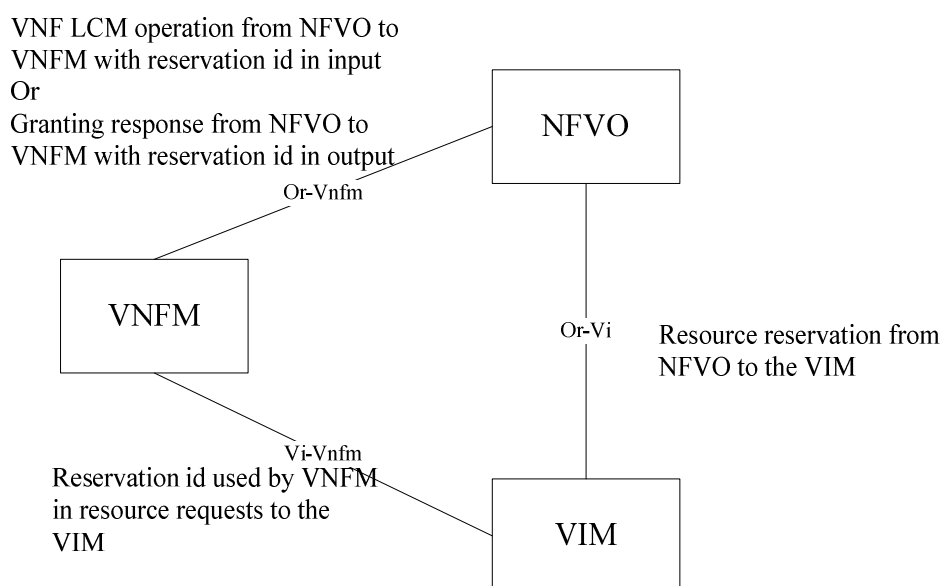 VNF LCM operation from NFVO to
VNFM with reservation id in input
Or
Granting response from NFVO to
VNFM with reservation id in output
NFVO
Or-Vnfm
VNFM
Or-Vi
Resource reservation from
NFVO to the VIM
Vi-Vnfm
Reservation id used by VNFM
in resource requests to the
VIM
VIM